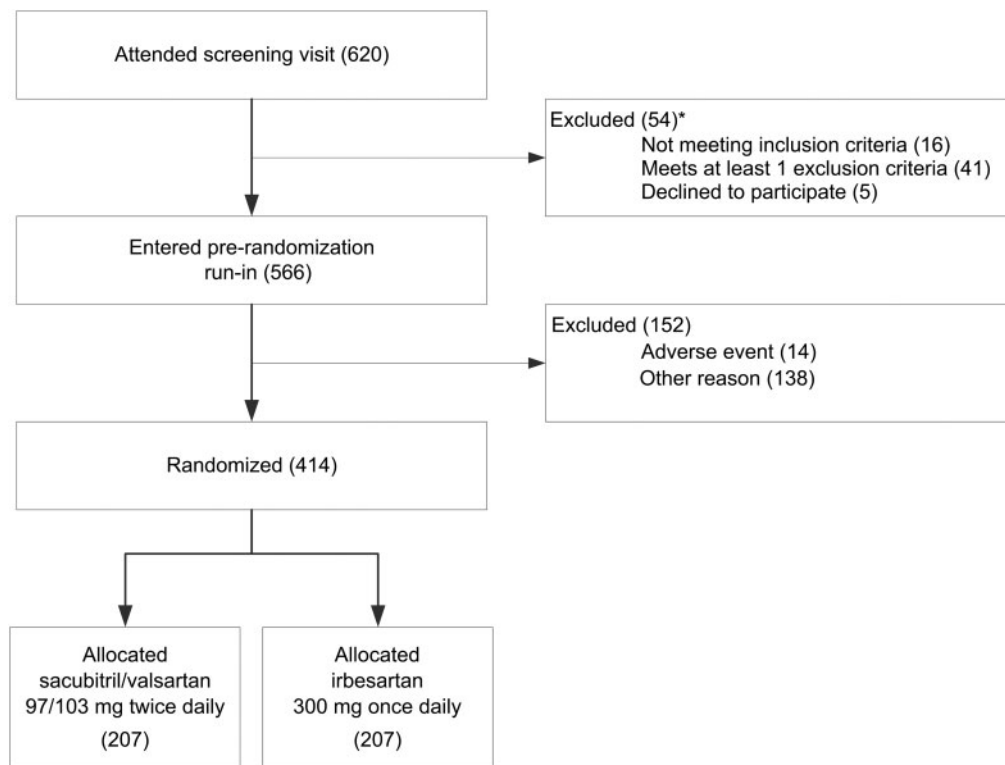 Attended screening visit (620)
Excluded (54)*
Not meeting inclusion criteria (16)
Meets at least 1 exclusion criteria (41)
Declined to participate (5)
Entered pre-randomization
run-in (566)
Excluded (152)
Adverse event (14)
Other reason (138)
Randomized (414)
Allocated
sacubitril/valsartan
97/103 mg twice daily
(207)
Allocated
irbesartan
300 mg once daily
(207)